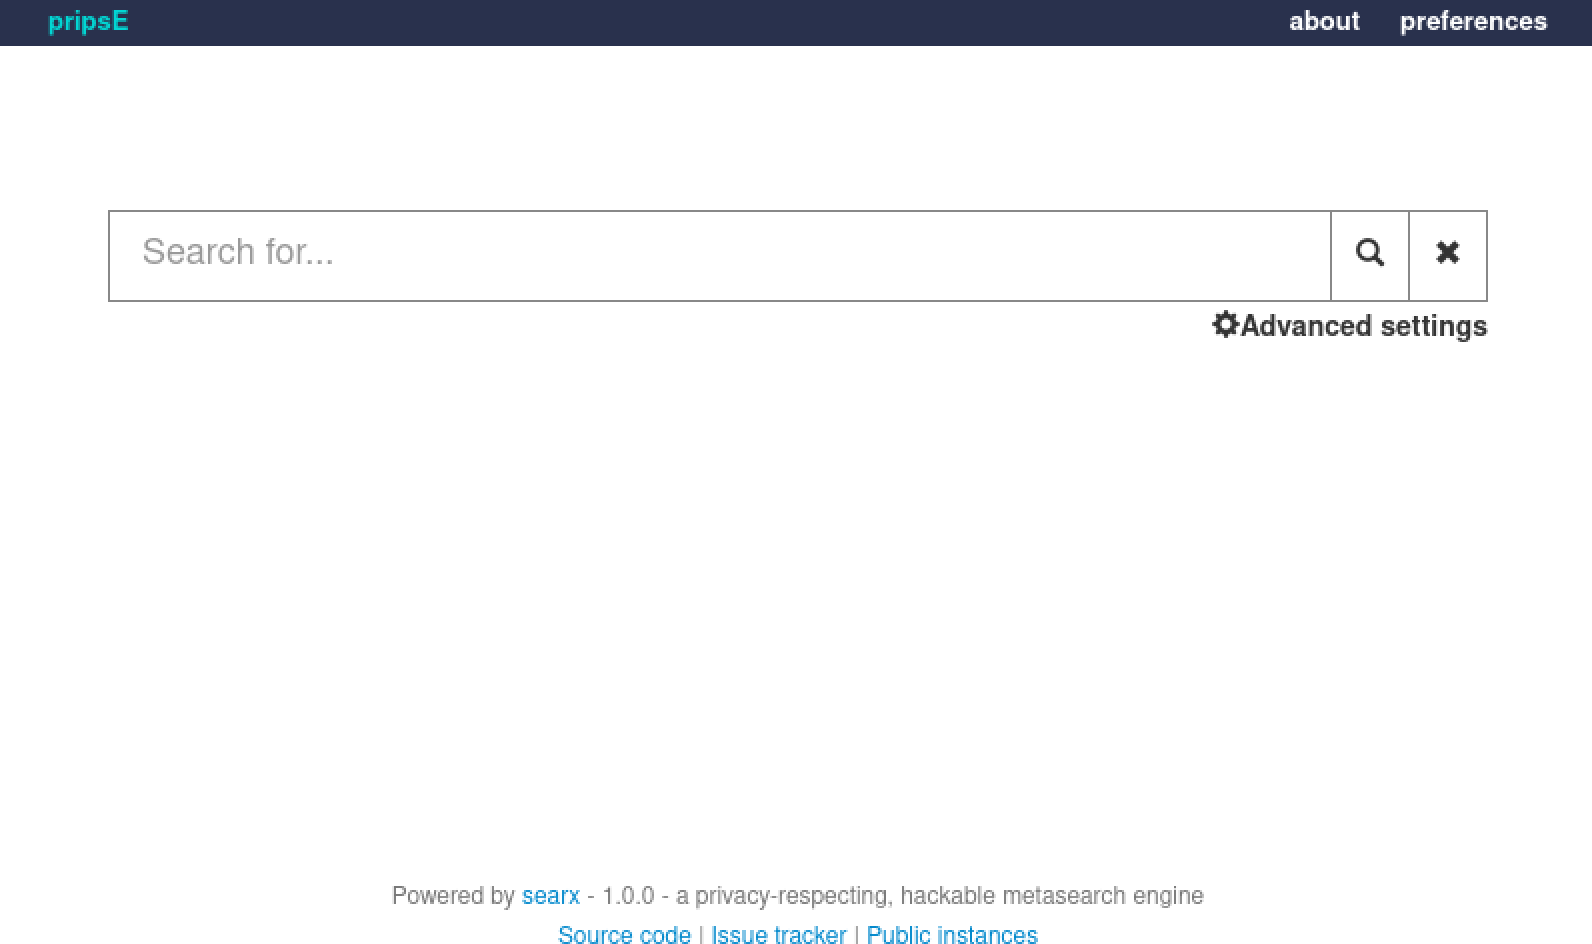 pripsE about preferences
Search for...
Advanced settings
Powered by searx - 1.0.0 - a privacy-respecting, hackable metasearch engine
Source code | Issue tracker | Public instances